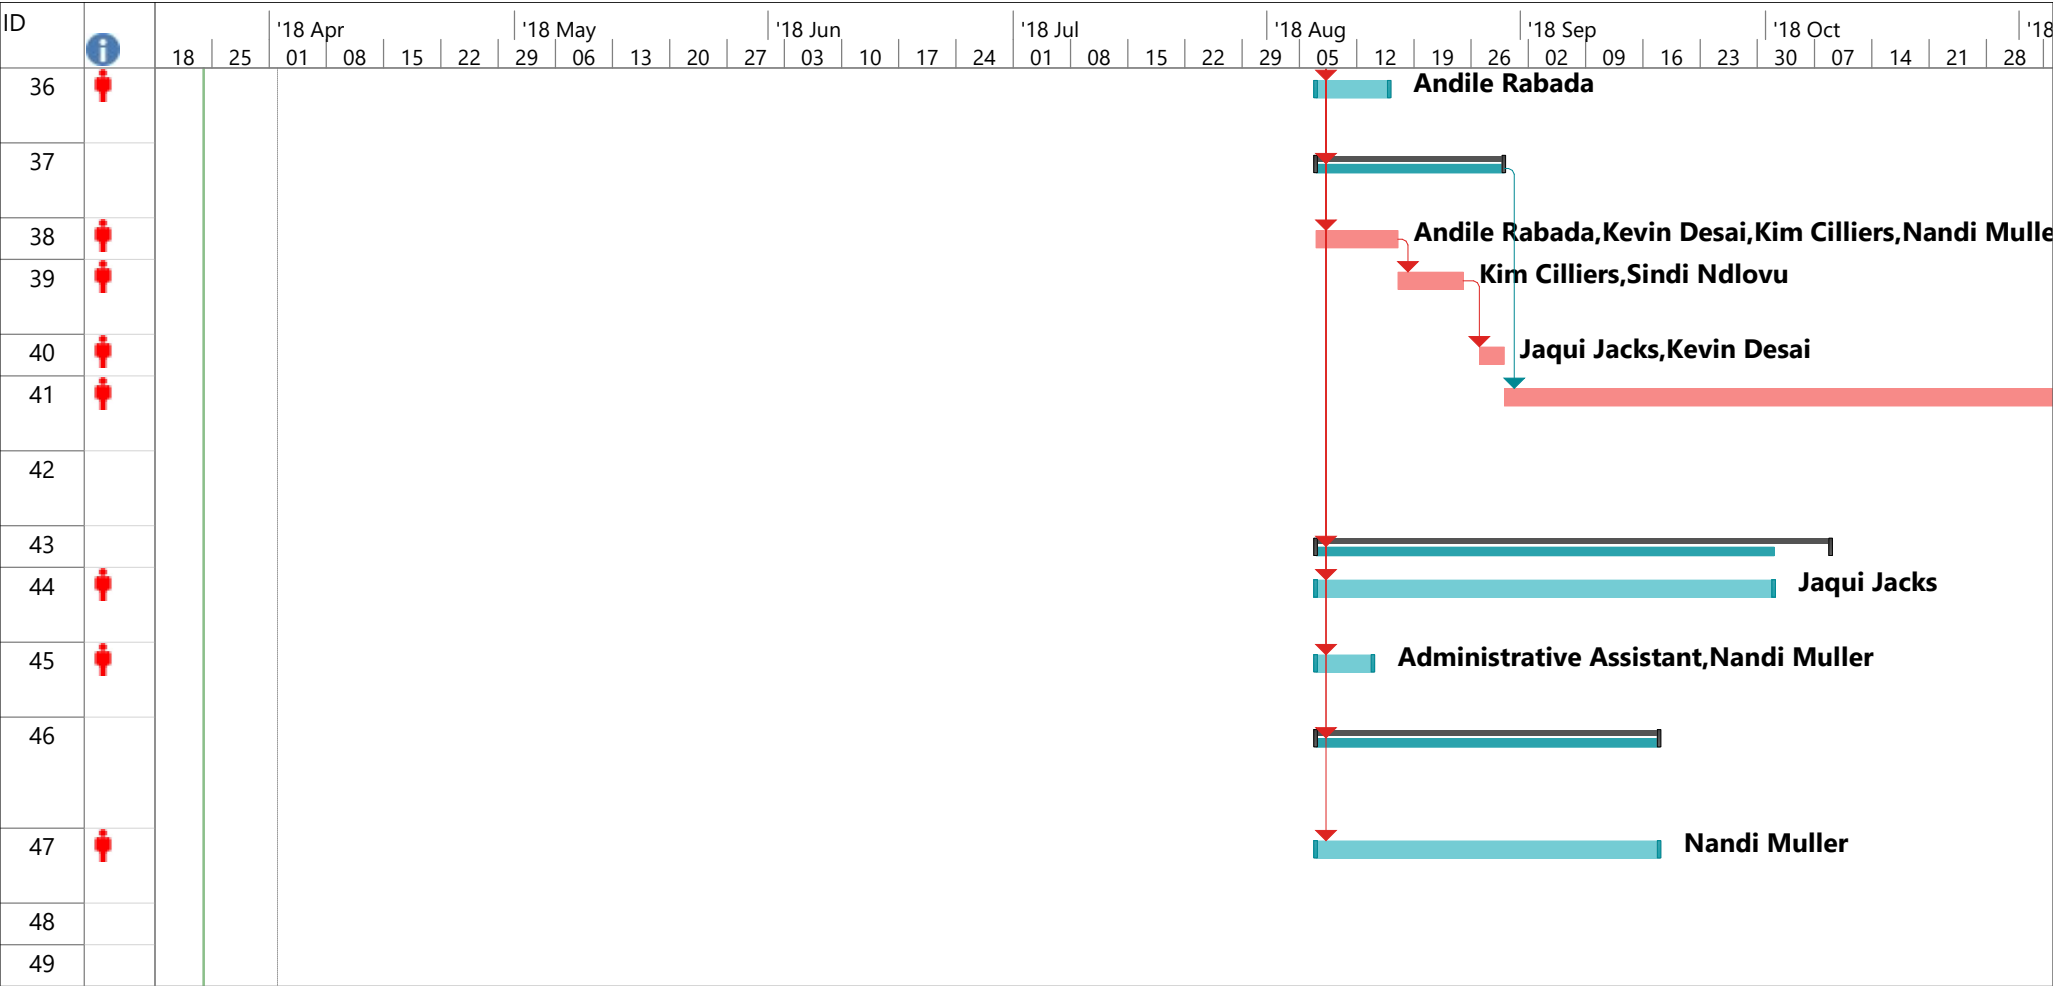 ID
'18 Apr '18 May '18 Jun '18 Jul '18 Aug '18 Sep '18 Oct '18
18 25 01 08 15 22 29 06 13 20 27 03 10 17 24 01 08 15 22 29 05 12 19 26 02 09 16 23 30 07 14 21 28
36 Andile Rabada
37
38 Andile Rabada,Kevin Desai,Kim Cilliers,Nandi Mulle
39 Kim Cilliers,Sindi Ndlovu
40 Jaqui Jacks,Kevin Desai
41
42
43
44 Jaqui Jacks
45 Administrative Assistant,Nandi Muller
46
47 Nandi Muller
48
49